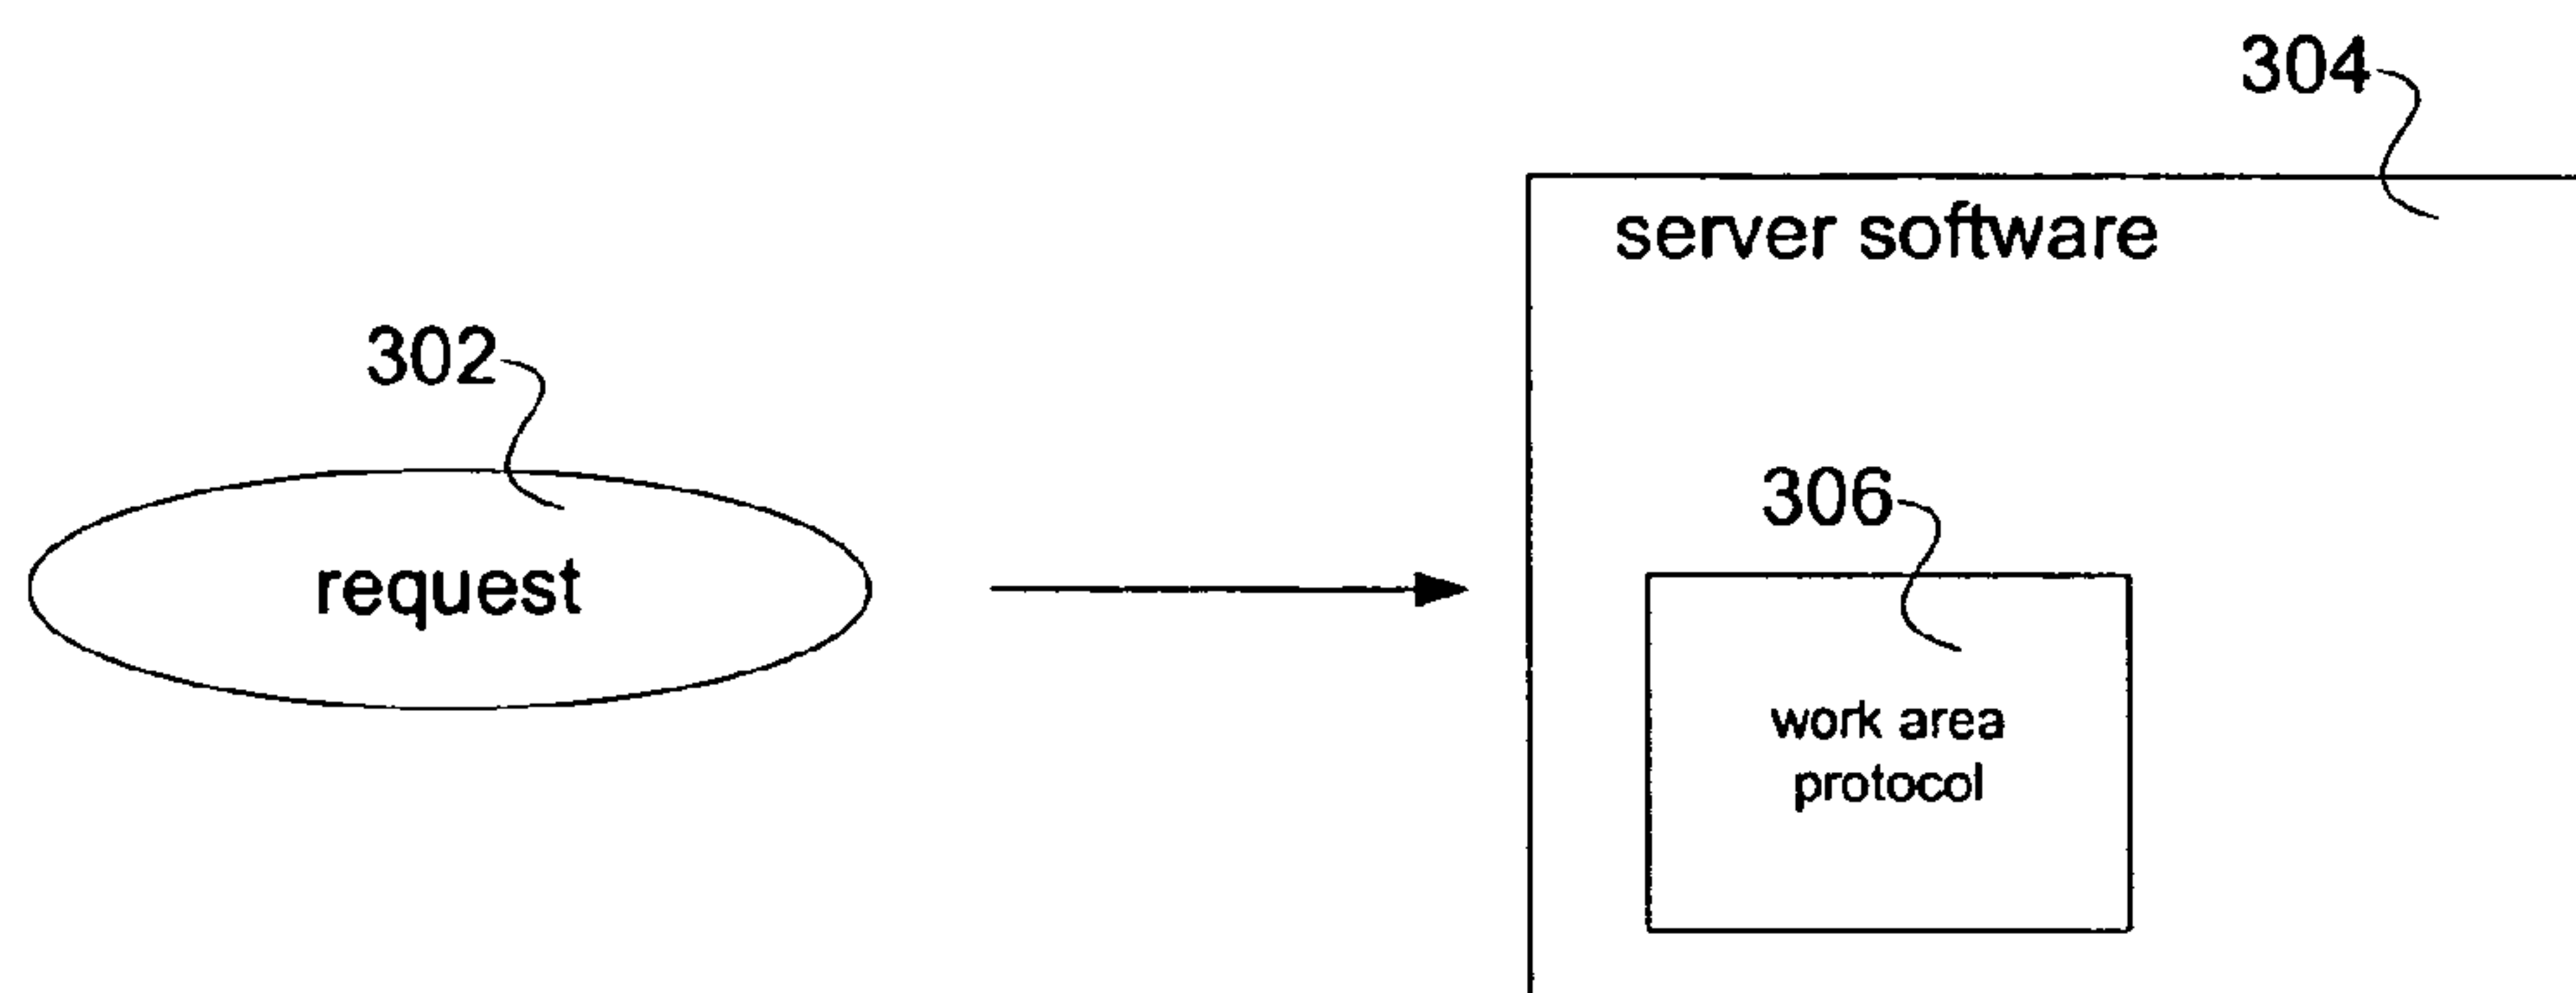 304
server software
302
306
request
work area
protocol